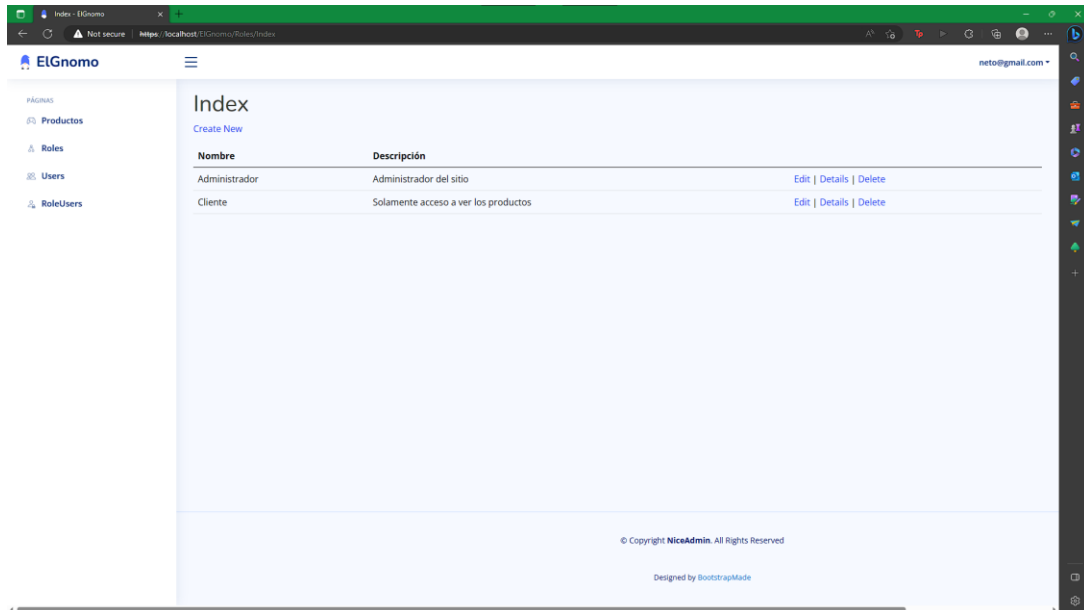 Index - ElGnomo
Not secure | https://localhost/ElGnomo/Roles/Index
ElGnomo
neto@gmail.com
PÁGINAS
Productos
Roles
Users
RoleUsers
Index
Create New
Nombre Descripción
Administrador Administrador del sitio Edit | Details | Delete
Cliente Solamente acceso a ver los productos Edit | Details | Delete
© Copyright NiceAdmin. All Rights Reserved
Designed by BootstrapMade